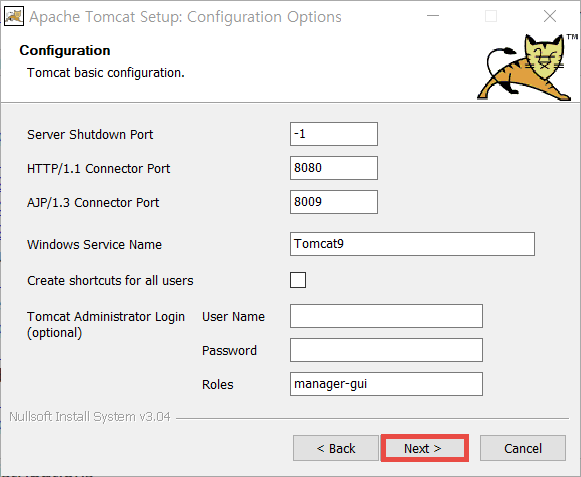 Apache Tomcat Setup: Configuration Options
Configuration
Tomcat basic configuration.
TM
Server Shutdown Port
-1
HTTP/1.1 Connector Port
8080
AJP/1.3 Connector Port
8009
Windows Service Name
Tomcat9
Create shortcuts for all users
Tomcat Administrator Login
(optional)
User Name
Password
Roles
manager-gui
Nullsoft Install System v3.04
< Back
Next >
Cancel